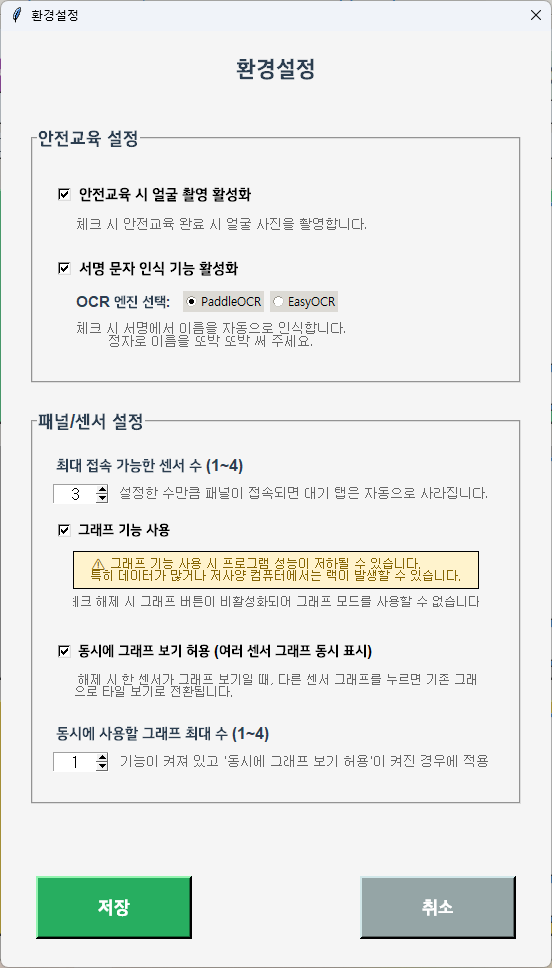 환경설정
환경설정
안전교육 설정
안전교육 시 얼굴 촬영 활성화
체크 시 안전교육 완료 시 얼굴 사진을 촬영합니다.
서명 문자 인식 기능 활성화
OCR 엔진 선택: PaddleOCR EasyOCR
체크 시 서명에서 이름을 자동으로 인식합니다.
정자로 이름을 또박 또박 써 주세요.
패널/센서 설정
최대 접속 가능한 센서 수 (1~4)
3 설정한 수만큼 패널이 접속되면 대기 탭은 자동으로 사라집니다.
그래프 기능 사용
⚠ 그래프 기능 사용 시 프로그램 성능이 저하될 수 있습니다.
특히 데이터가 많거나 저사양 컴퓨터에서는 랙이 발생할 수 있습니다.
체크 해제 시 그래프 버튼이 비활성화되어 그래프 모드를 사용할 수 없습니다
동시에 그래프 보기 허용 (여러 센서 그래프 동시 표시)
해제 시 한 센서가 그래프 보기일 때, 다른 센서 그래프를 누르면 기존 그래
으로 타일 보기로 전환됩니다.
동시에 사용할 그래프 최대 수 (1~4)
1 기능이 켜져 있고 '동시에 그래프 보기 허용'이 켜진 경우에 적용
저장
취소